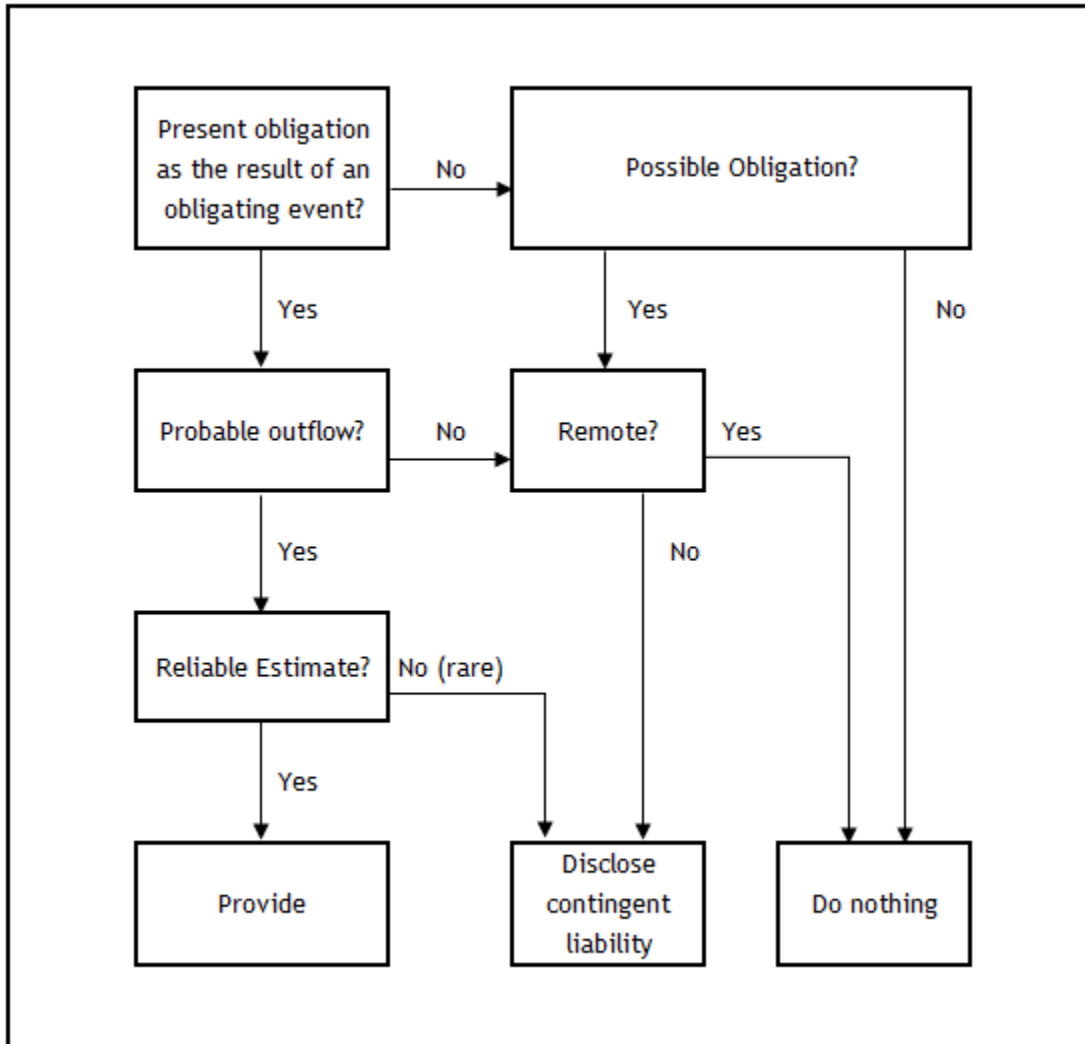 Present obligation
as the result of an
obligating event?
No
Possible Obligation?
Yes
Yes
No
Probable outflow?
No
Remote?
Yes
Yes
No
Reliable Estimate?
No (rare)
Yes
Provide
Disclose
contingent
liability
Do nothing